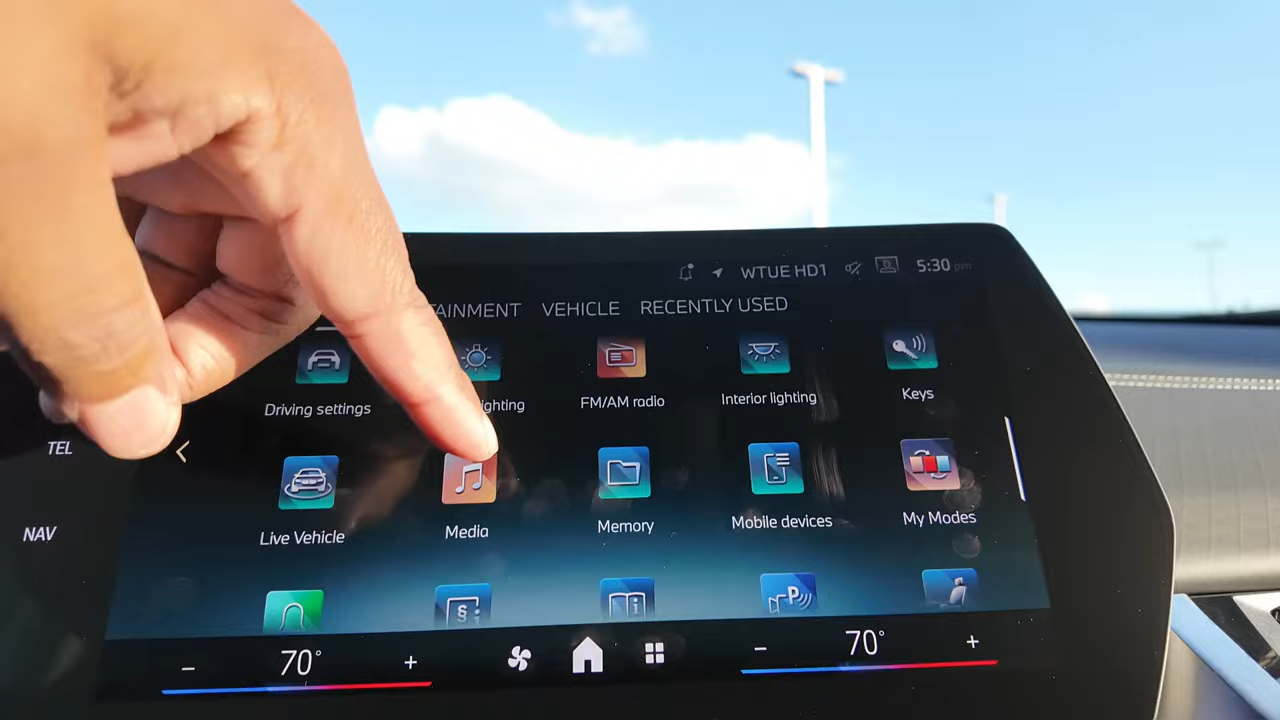 WTUE HD1 5:30 pm
TAINMENT VEHICLE RECENTLY USED
Driving settings
ighting
FM/AM radio
Interior lighting
Keys
TEL
Live Vehicle
Media
Memory
Mobile devices
My Modes
NAV
§
i
P
− 70° +
− 70° +